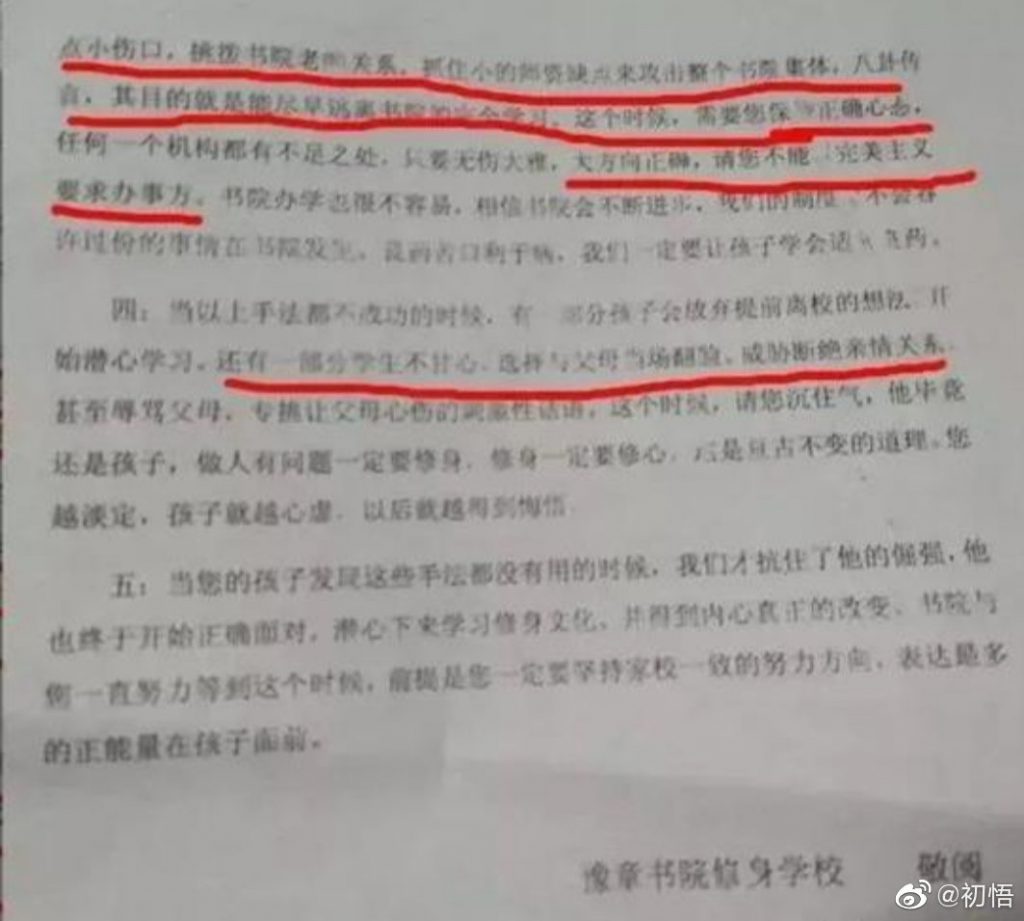 点小伤口，挑拨书院老师关系，抓住小的师资缺点来攻击整个书院集体，八卦传
言，其目的就是能尽早逃离书院的安全学习。这个时候，需要您保 正确心态，
任何一个机构都有不足之处，只要无伤大雅，大方向正确，请您不能 完美主义
要求办事方。书院办学也很不容易，相信书院会不断进步，我们的制度 不会容
许过份的事情在书院发生。良药苦口利于病，我们一定要让孩子学会适 药。
四：当以上手法都不成功的时候，有一部分孩子会放弃提前离校的想法，开
始潜心学习。还有一部分学生不甘心，选择与父母当场翻脸，威胁断绝亲情关系，
甚至辱骂父母，专挑让父母心伤的刺激性话语，这个时候，请您沉住气，他毕竟
还是孩子，做人有问题一定要修身，修身一定要修心， 是亘古不变的道理。您
越淡定，孩子就越心虚，以后就越得到悔悟。
五：当您的孩子发现这些手法都没有用的时候，我们才抗住了他的倔强，他
也终于开始正确面对，潜心下来学习修身文化，并得到内心真正的改变。书院与
您一直努力等到这个时候，前提是您一定要坚持家校一致的努力方向，表达最多
的正能量在孩子面前。
豫章书院修身学校 敬阅
@初悟